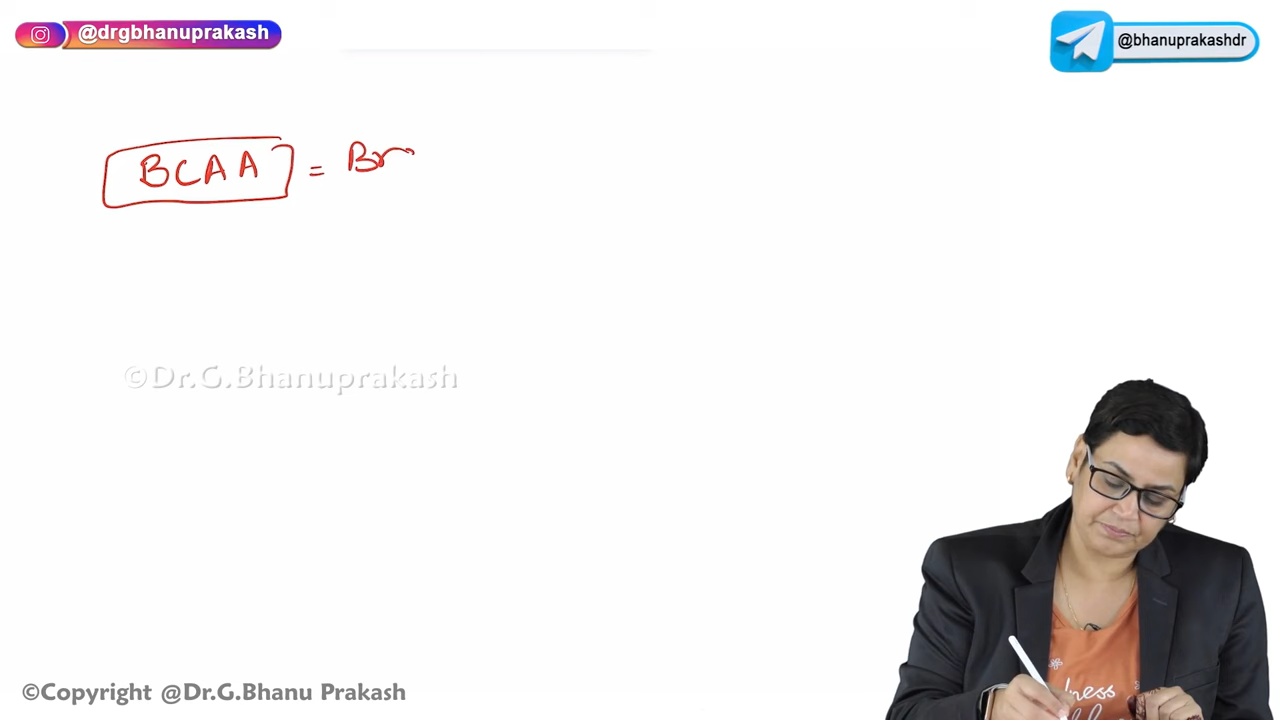 @drgbhanuprakash
@bhanuprakashdr
BCAA = Br
©Dr.G.Bhanuprakash
©Copyright @Dr.G.Bhanu Prakash